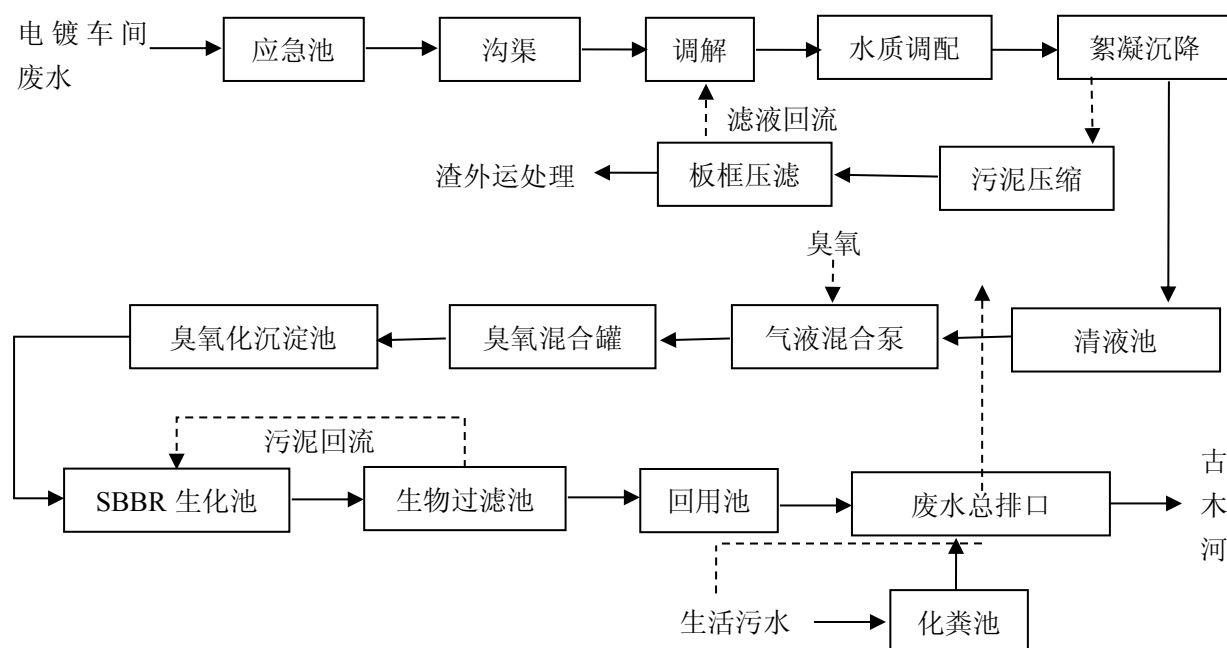 电镀车间
废水
应急池
沟渠
调解
水质调配
絮凝沉降
滤液回流
渣外运处理
板框压滤
污泥压缩
臭氧
臭氧化沉淀池
臭氧混合罐
气液混合泵
清液池
污泥回流
SBBR 生化池
生物过滤池
回用池
废水总排口
古
木
河
生活污水
化粪池